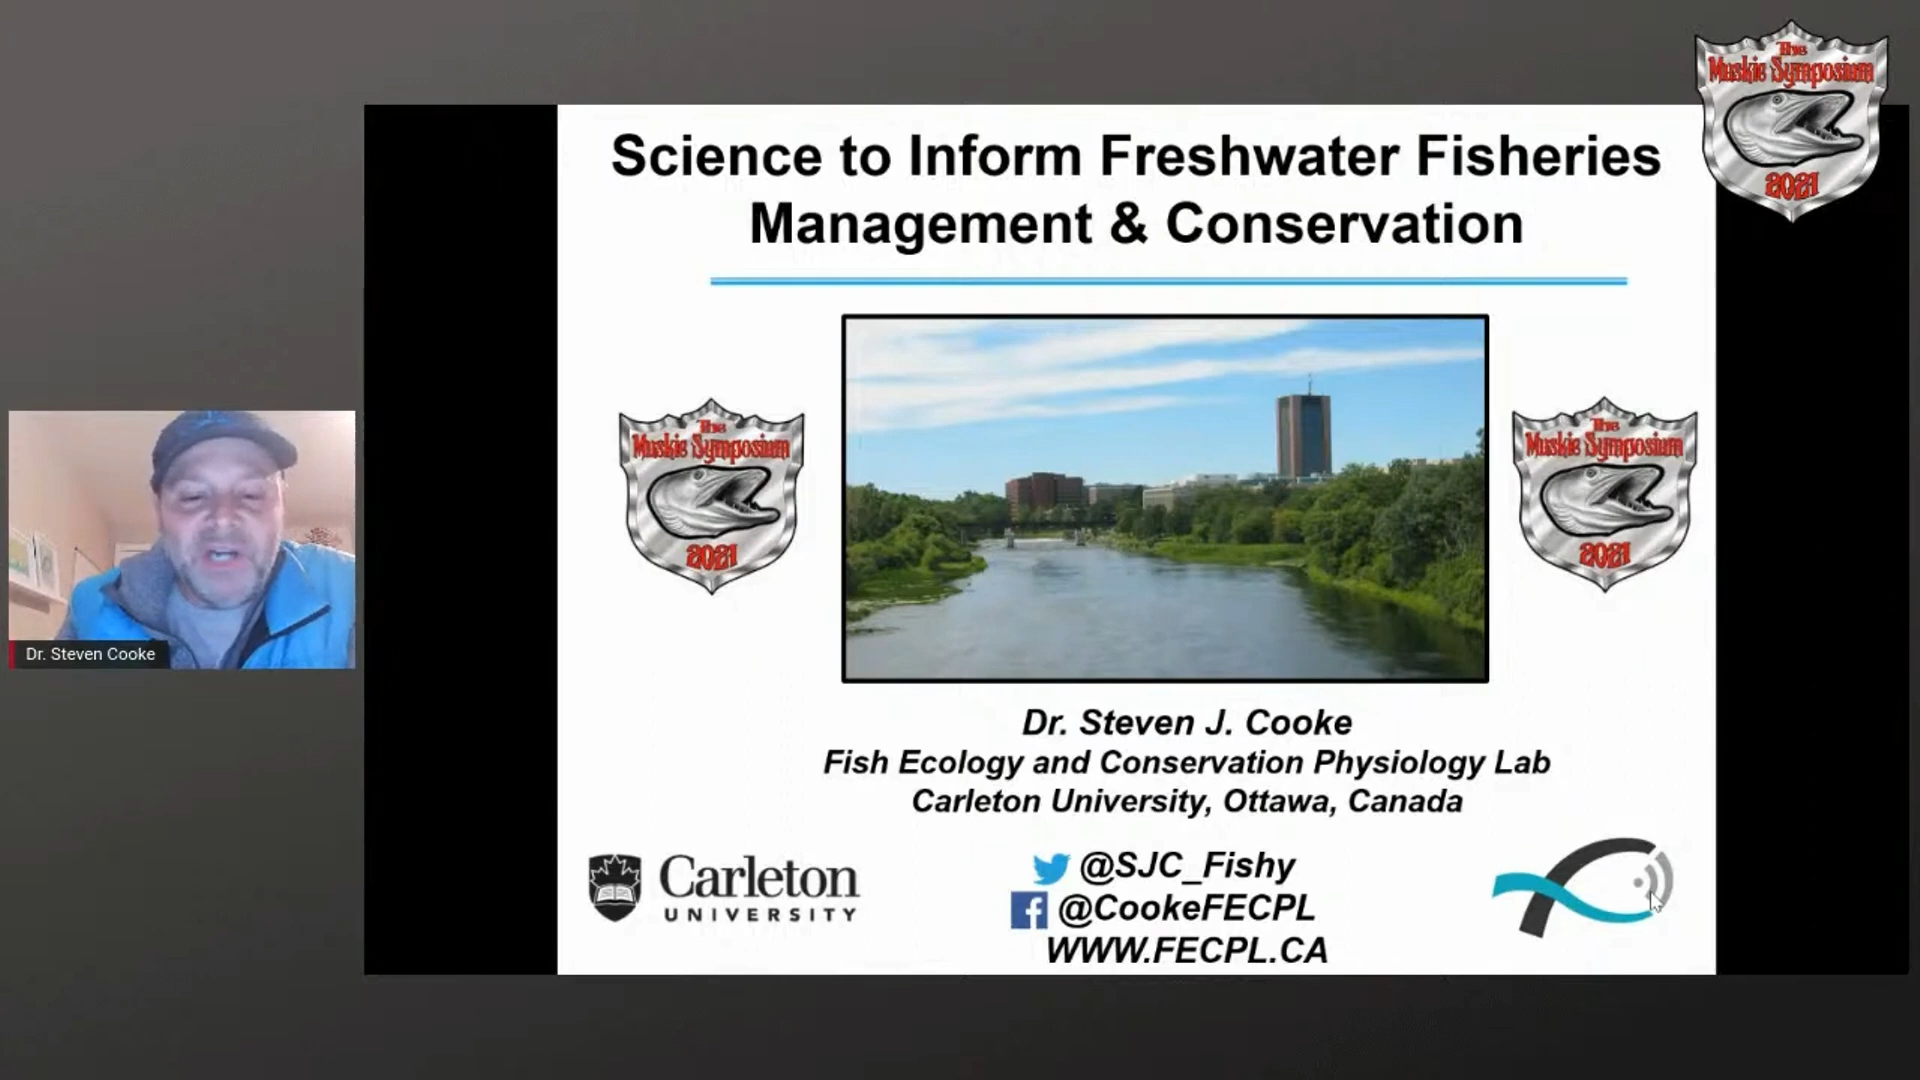 The
Muskie Symposium
2021
Science to Inform Freshwater Fisheries
Management & Conservation
The
Muskie Symposium
2021
The
Muskie Symposium
2021
Dr. Steven Cooke
Dr. Steven J. Cooke
Fish Ecology and Conservation Physiology Lab
Carleton University, Ottawa, Canada
Carleton
UNIVERSITY
@SJC_Fishy
@CookeFECPL
WWW.FECPL.CA